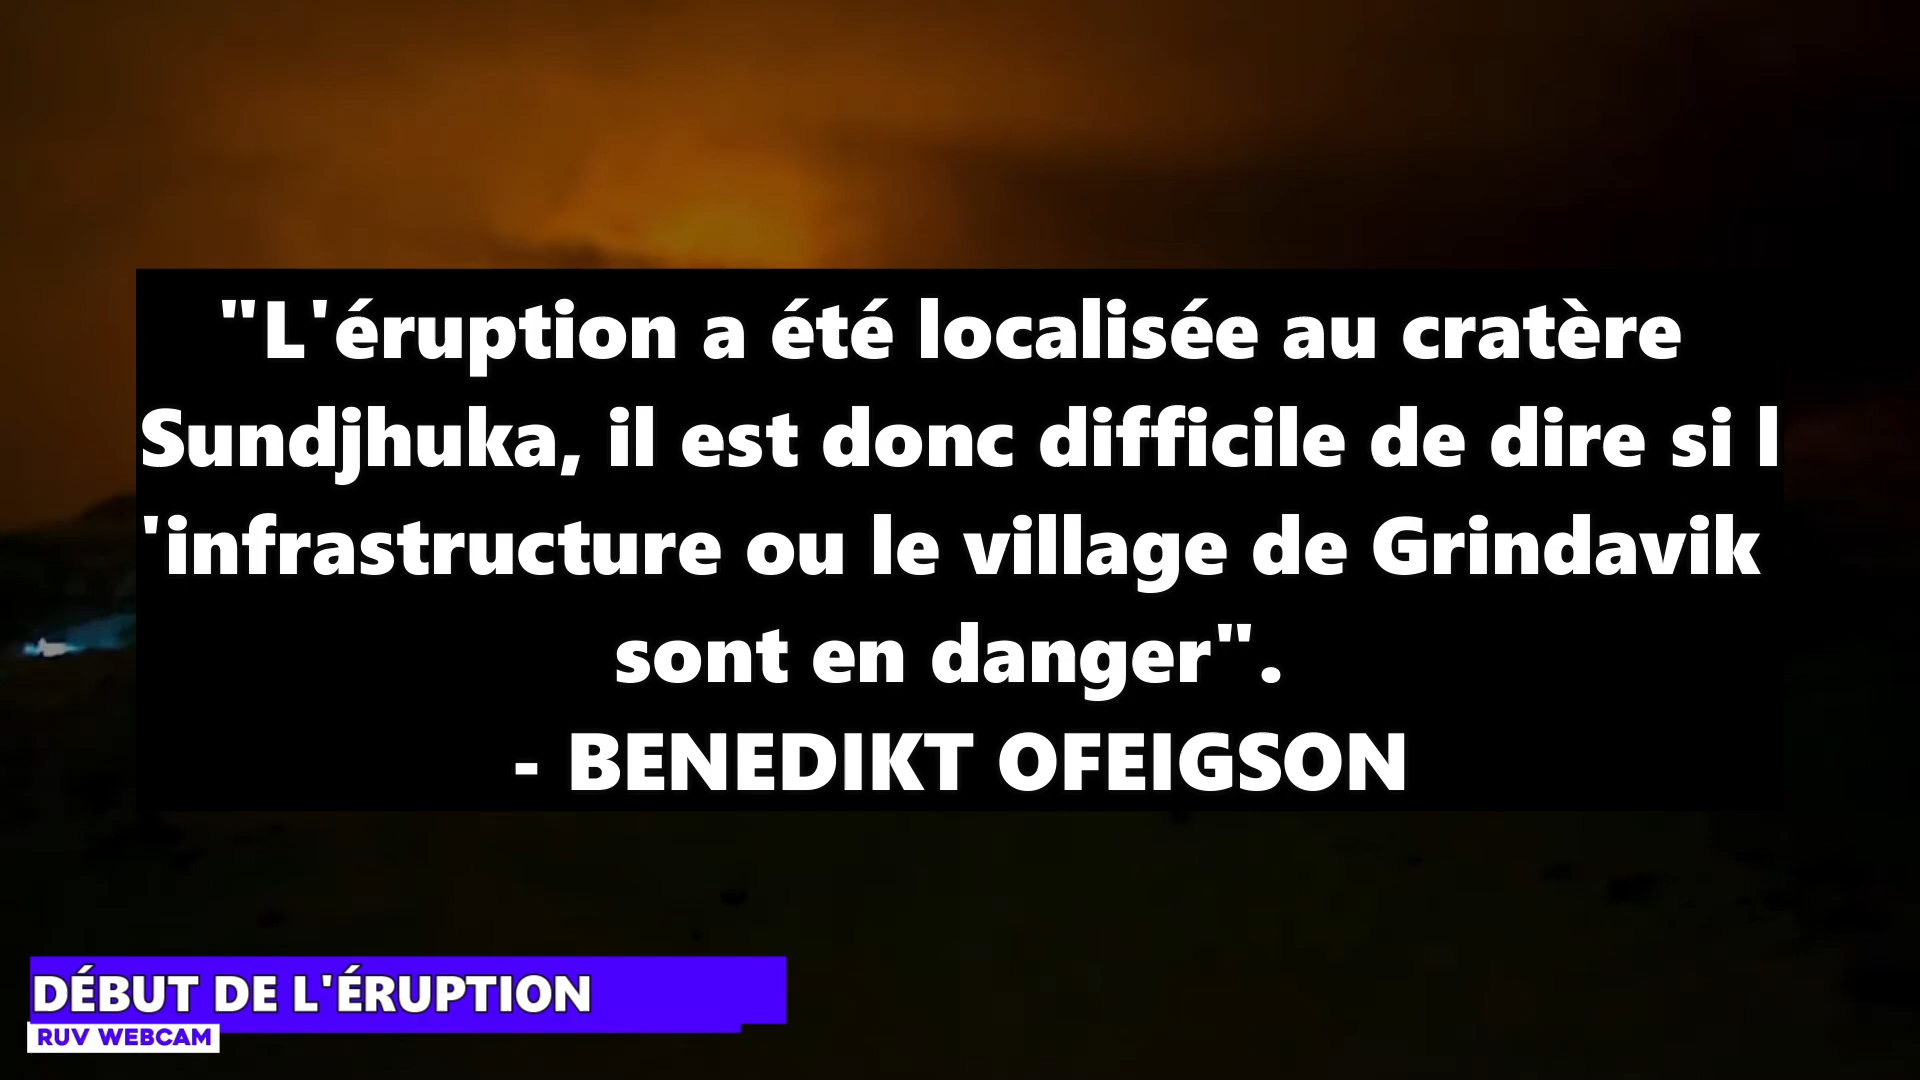 "L'éruption a été localisée au cratère
Sundjhuka, il est donc difficile de dire si l
'infrastructure ou le village de Grindavik
sont en danger".
- BENEDIKT OFEIGSON
DÉBUT DE L'ÉRUPTION
RUV WEBCAM